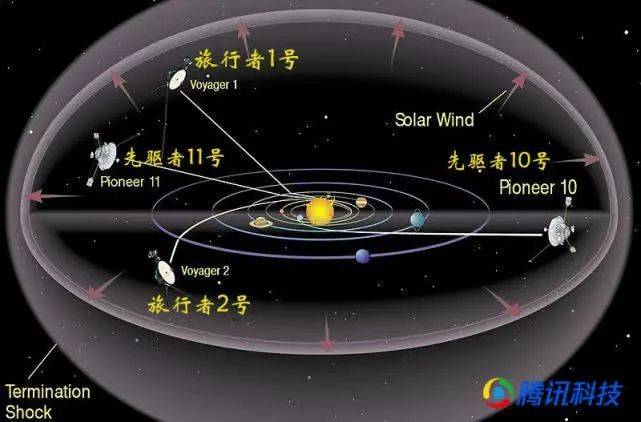 旅行者1号
Voyager 1
Solar Wind
先驱者11号
Pioneer 11
先驱者10号
Pioneer 10
Voyager 2
旅行者2号
Termination
Shock
腾讯科技